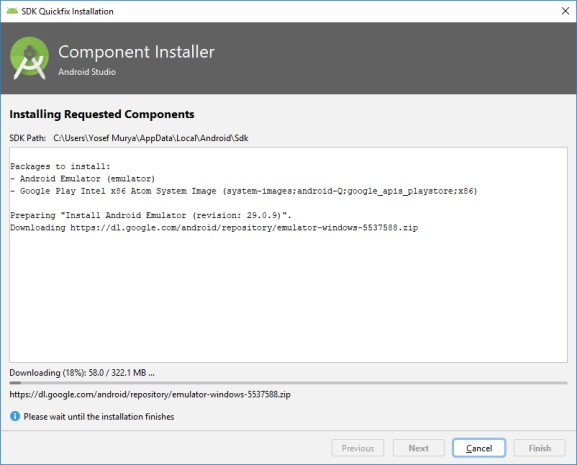 SDK Quickfix Installation
Component Installer
Android Studio
Installing Requested Components
SDK Path: C:\Users\Yosef Murya\AppData\Local\Android\Sdk
Packages to install:
- Android Emulator (emulator)
- Google Play Intel x86 Atom System Image (system-images;android-Q;google_apis_playstore;x86)
Preparing "Install Android Emulator (revision: 29.0.9)".
Downloading https://dl.google.com/android/repository/emulator-windows-5537588.zip
Downloading (18%): 58.0 / 322.1 MB ...
https://dl.google.com/android/repository/emulator-windows-5537588.zip
Please wait until the installation finishes
Previous Next Cancel Finish